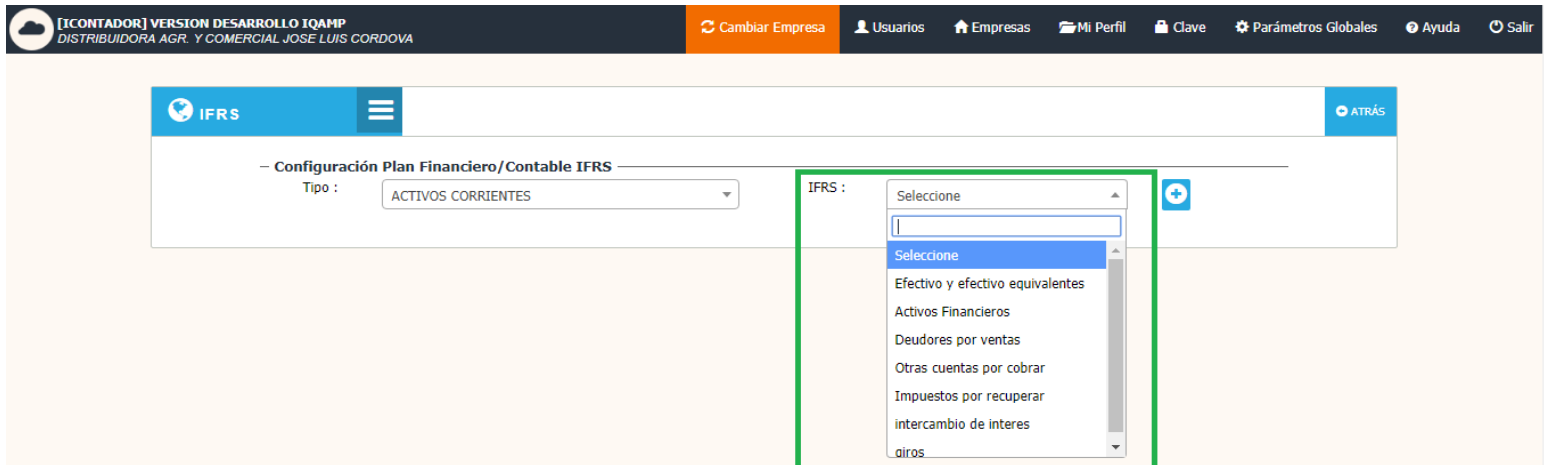 [ICONTADOR] VERSION DESARROLLO IQAMP
DISTRIBUIDORA AGR. Y COMERCIAL JOSE LUIS CORDOVA
Cambiar Empresa Usuarios Empresas Mi Perfil Clave Parámetros Globales Ayuda Salir
IFRS
ATRÁS
Configuración Plan Financiero/Contable IFRS
Tipo : ACTIVOS CORRIENTES IFRS : Seleccione
Seleccione
Efectivo y efectivo equivalentes
Activos Financieros
Deudores por ventas
Otras cuentas por cobrar
Impuestos por recuperar
intercambio de interes
giros